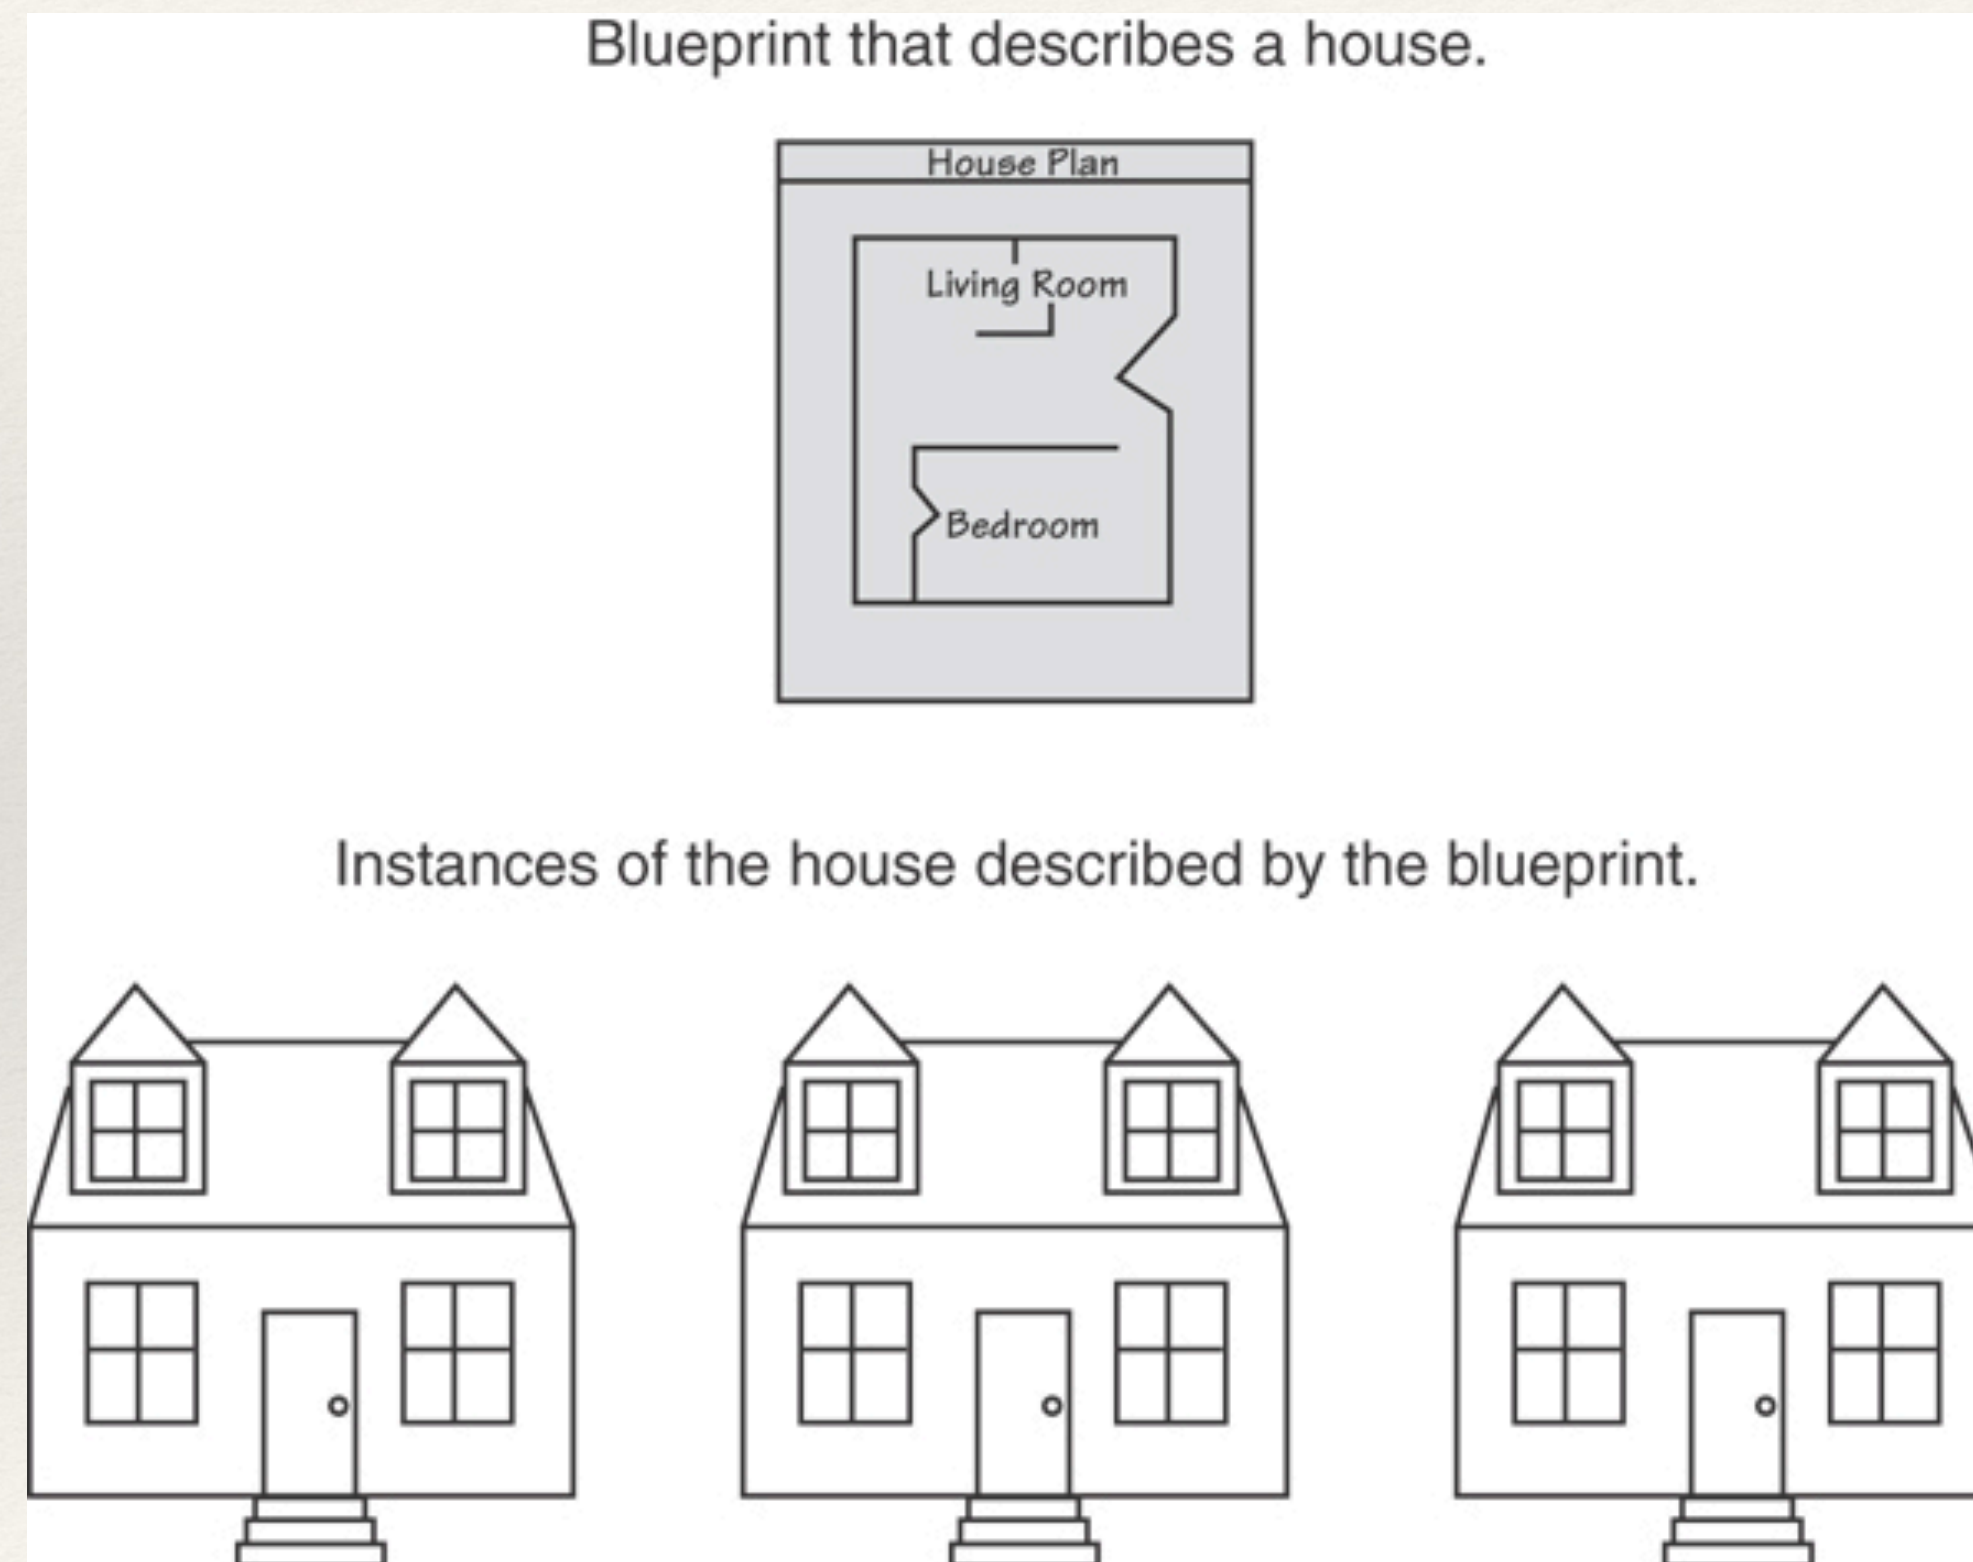 Blueprint that describes a house.
House Plan
Living Room
Bedroom
Instances of the house described by the blueprint.